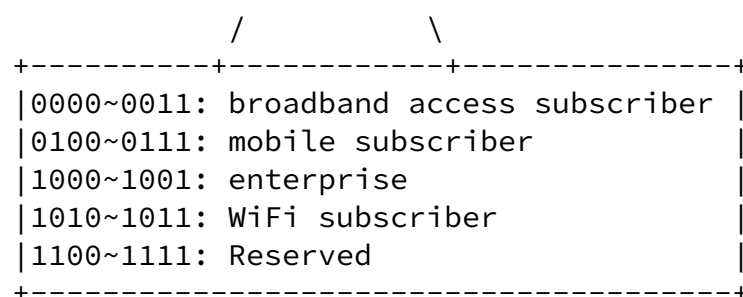 /          \
+----------+------------+---------------+
|0000~0011: broadband access subscriber |
|0100~0111: mobile subscriber           |
|1000~1001: enterprise                  |
|1010~1011: WiFi subscriber             |
|1100~1111: Reserved                    |
+---------------------------------------+